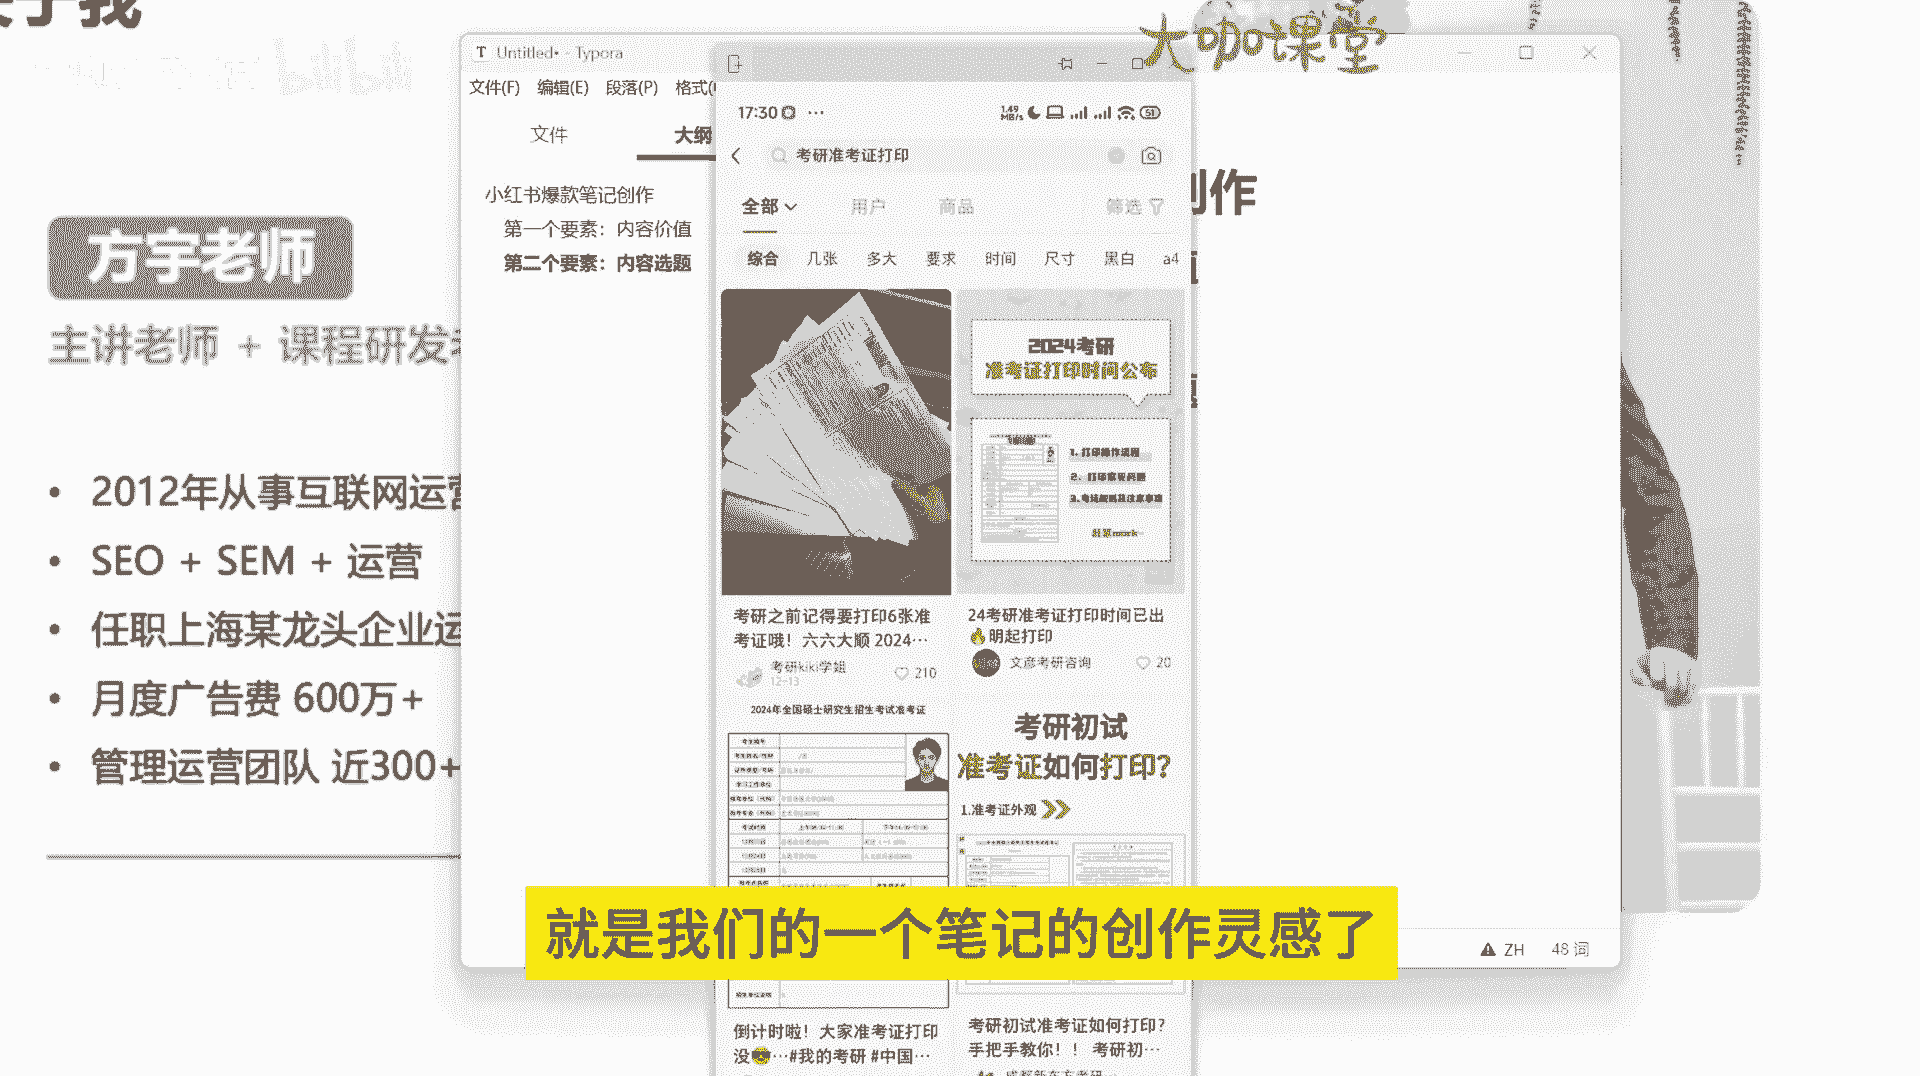 关于我
bilibili
大咖课堂
方宇老师
主讲老师 + 课程研发
2012年从事互联网运营
SEO + SEM + 运营
任职上海某龙头企业运
月度广告费 600万+
管理运营团队 近300+
Untitled• - Typora
文件(F) 编辑(E) 段落(P) 格式(
文件
大纲
小红书爆款笔记创作
第一个要素：内容价值
第二个要素：内容选题
创作
17:30
1.49 MB/s
51
考研准考证打印
全部 用户 商品 筛选
综合 几张 多大 要求 时间 尺寸 黑白 a4
2024考研
准考证打印时间公布
1. 打印操作流程
2. 打印常见问题
3.考场规则及注意事项
考研之前记得要打印6张准
考证哦！六六大顺 2024…
考研kiki学姐
12-13
210
24考研准考证打印时间已出
🔥明起打印
文彦考研咨询
20
2024年全国硕士研究生招生考试准考证
考研初试
准考证如何打印?
1.准考证外观
就是我们的一个笔记的创作灵感了
倒计时啦！大家准考证打印
没😎…#我的考研 #中国…
考研初试准考证如何打印?
手把手教你！！ 考研初…
ZH
48 词